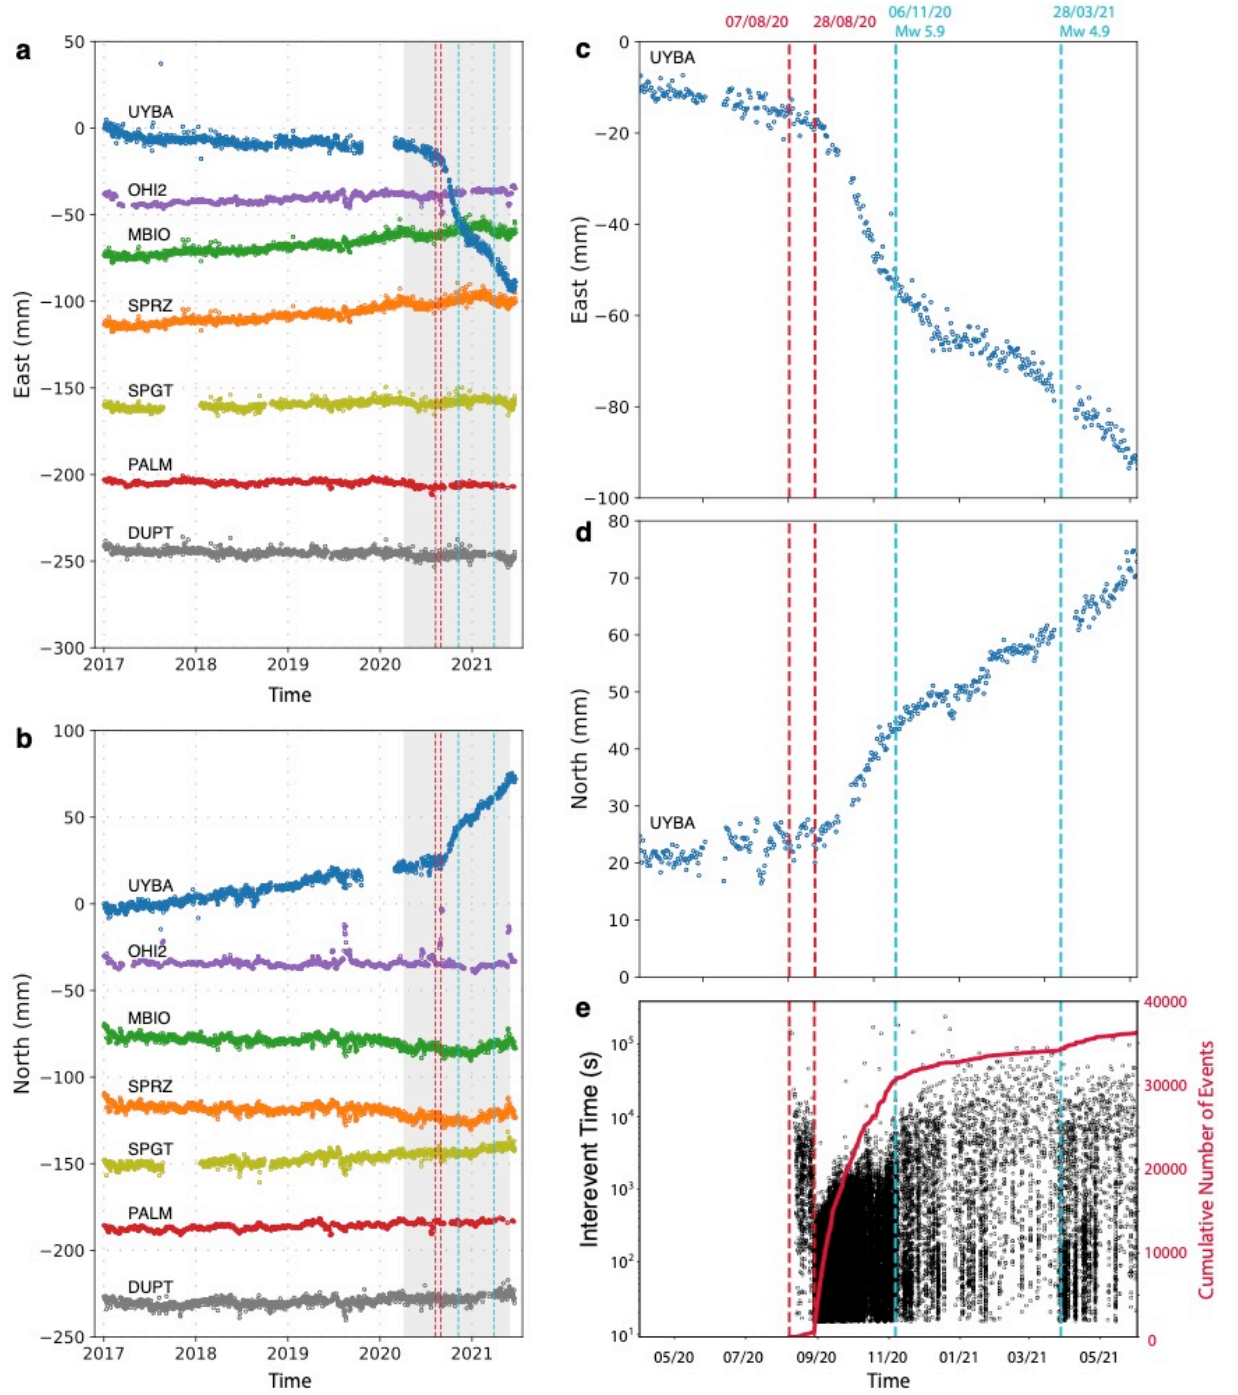 07/08/20 28/08/20 06/11/20 28/03/21
Mw 5.9 Mw 4.9
a
50
0
−50
−100
−150
−200
−250
−300
East (mm)
UYBA
OHI2
MBIO
SPRZ
SPGT
PALM
DUPT
2017 2018 2019 2020 2021
Time
b
100
50
0
−50
−100
−150
−200
−250
North (mm)
UYBA
OHI2
MBIO
SPRZ
SPGT
PALM
DUPT
2017 2018 2019 2020 2021
Time
c
0
−20
−40
−60
−80
−100
East (mm)
UYBA
d
80
70
60
50
40
30
20
10
0
North (mm)
UYBA
e
10⁵
10⁴
10³
10²
10¹
Interevent Time (s)
40000
30000
20000
10000
0
Cumulative Number of Events
05/20 07/20 09/20 11/20 01/21 03/21 05/21
Time